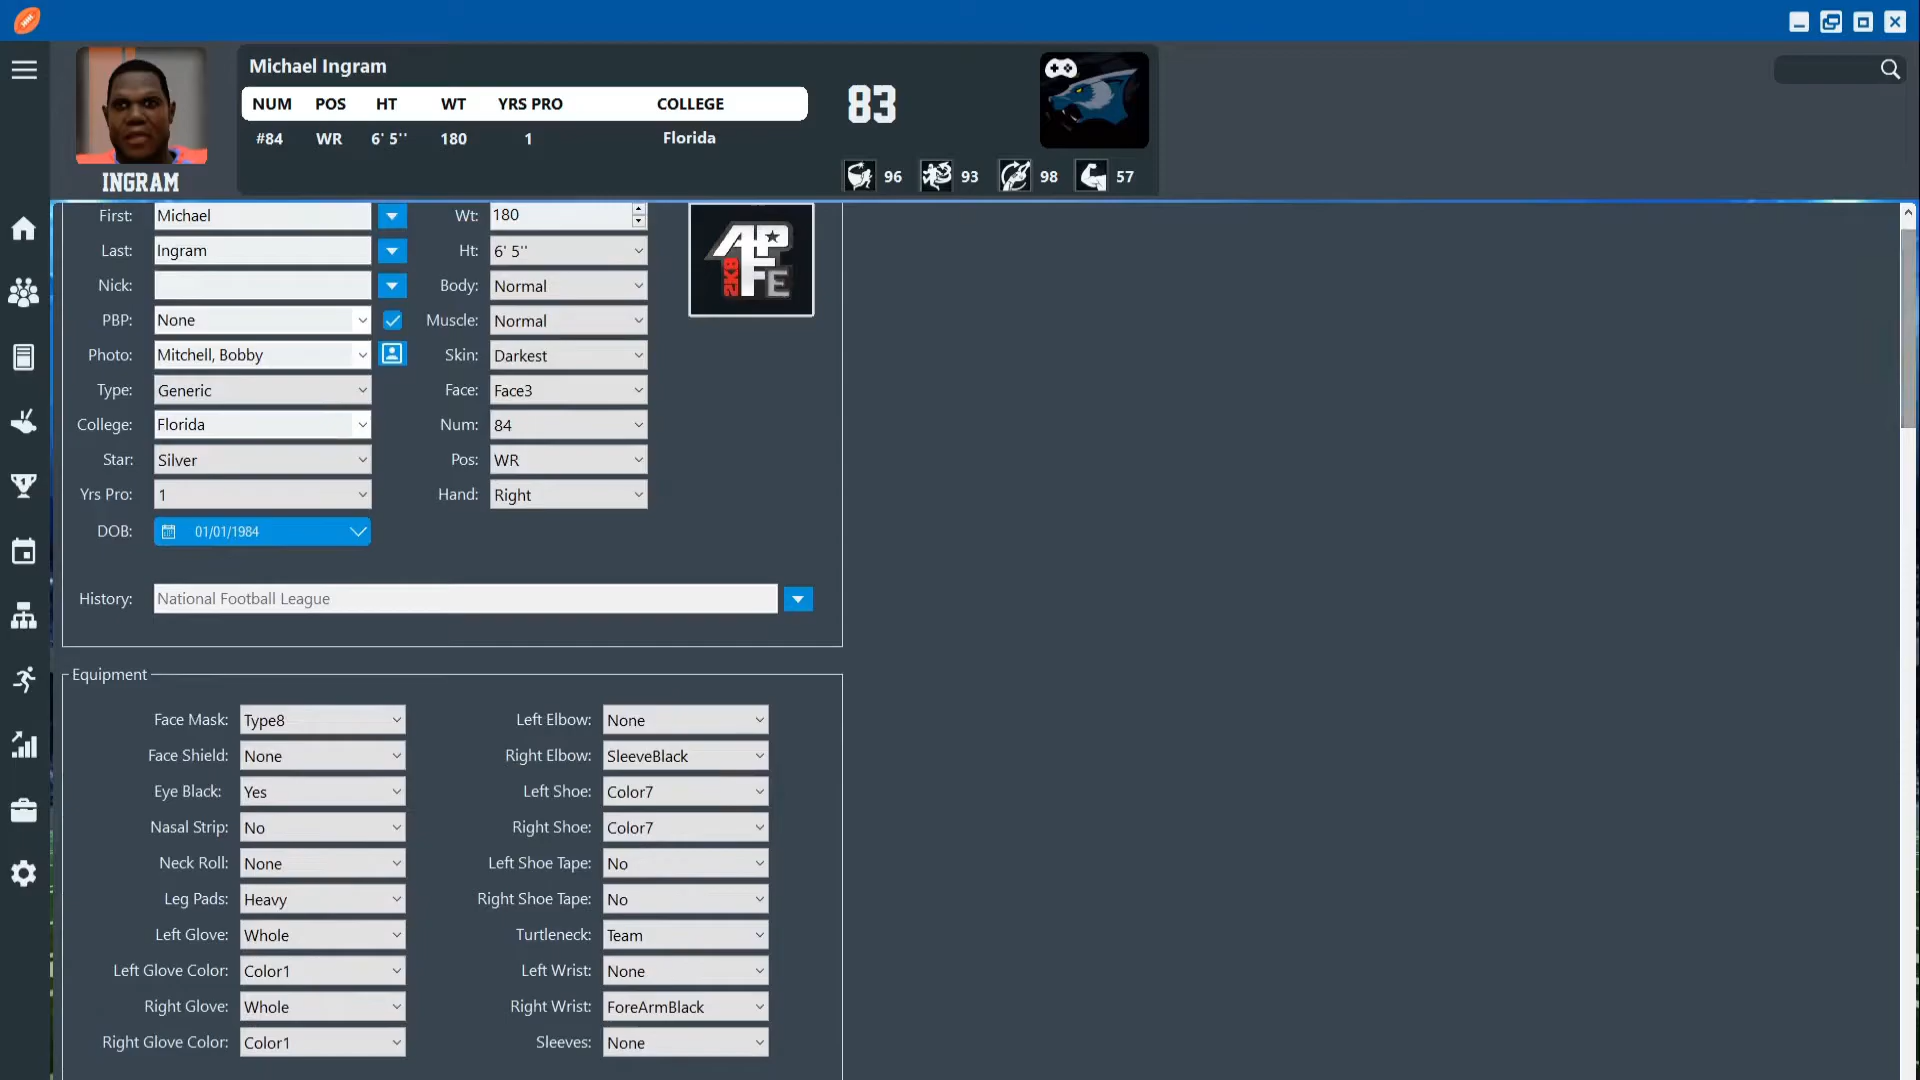 Michael Ingram
NUM POS HT WT YRS PRO COLLEGE
#84 WR 6' 5'' 180 1 Florida
83
96 93 98 57
INGRAM
First: Michael Wt: 180
Last: Ingram Ht: 6' 5''
Nick: Body: Normal
PBP: None Muscle: Normal
Photo: Mitchell, Bobby Skin: Darkest
Type: Generic Face: Face3
College: Florida Num: 84
Star: Silver Pos: WR
Yrs Pro: 1 Hand: Right
DOB: 01/01/1984
APFE 2K8
History: National Football League
Equipment
Face Mask: Type8 Left Elbow: None
Face Shield: None Right Elbow: SleeveBlack
Eye Black: Yes Left Shoe: Color7
Nasal Strip: No Right Shoe: Color7
Neck Roll: None Left Shoe Tape: No
Leg Pads: Heavy Right Shoe Tape: No
Left Glove: Whole Turtleneck: Team
Left Glove Color: Color1 Left Wrist: None
Right Glove: Whole Right Wrist: ForeArmBlack
Right Glove Color: Color1 Sleeves: None